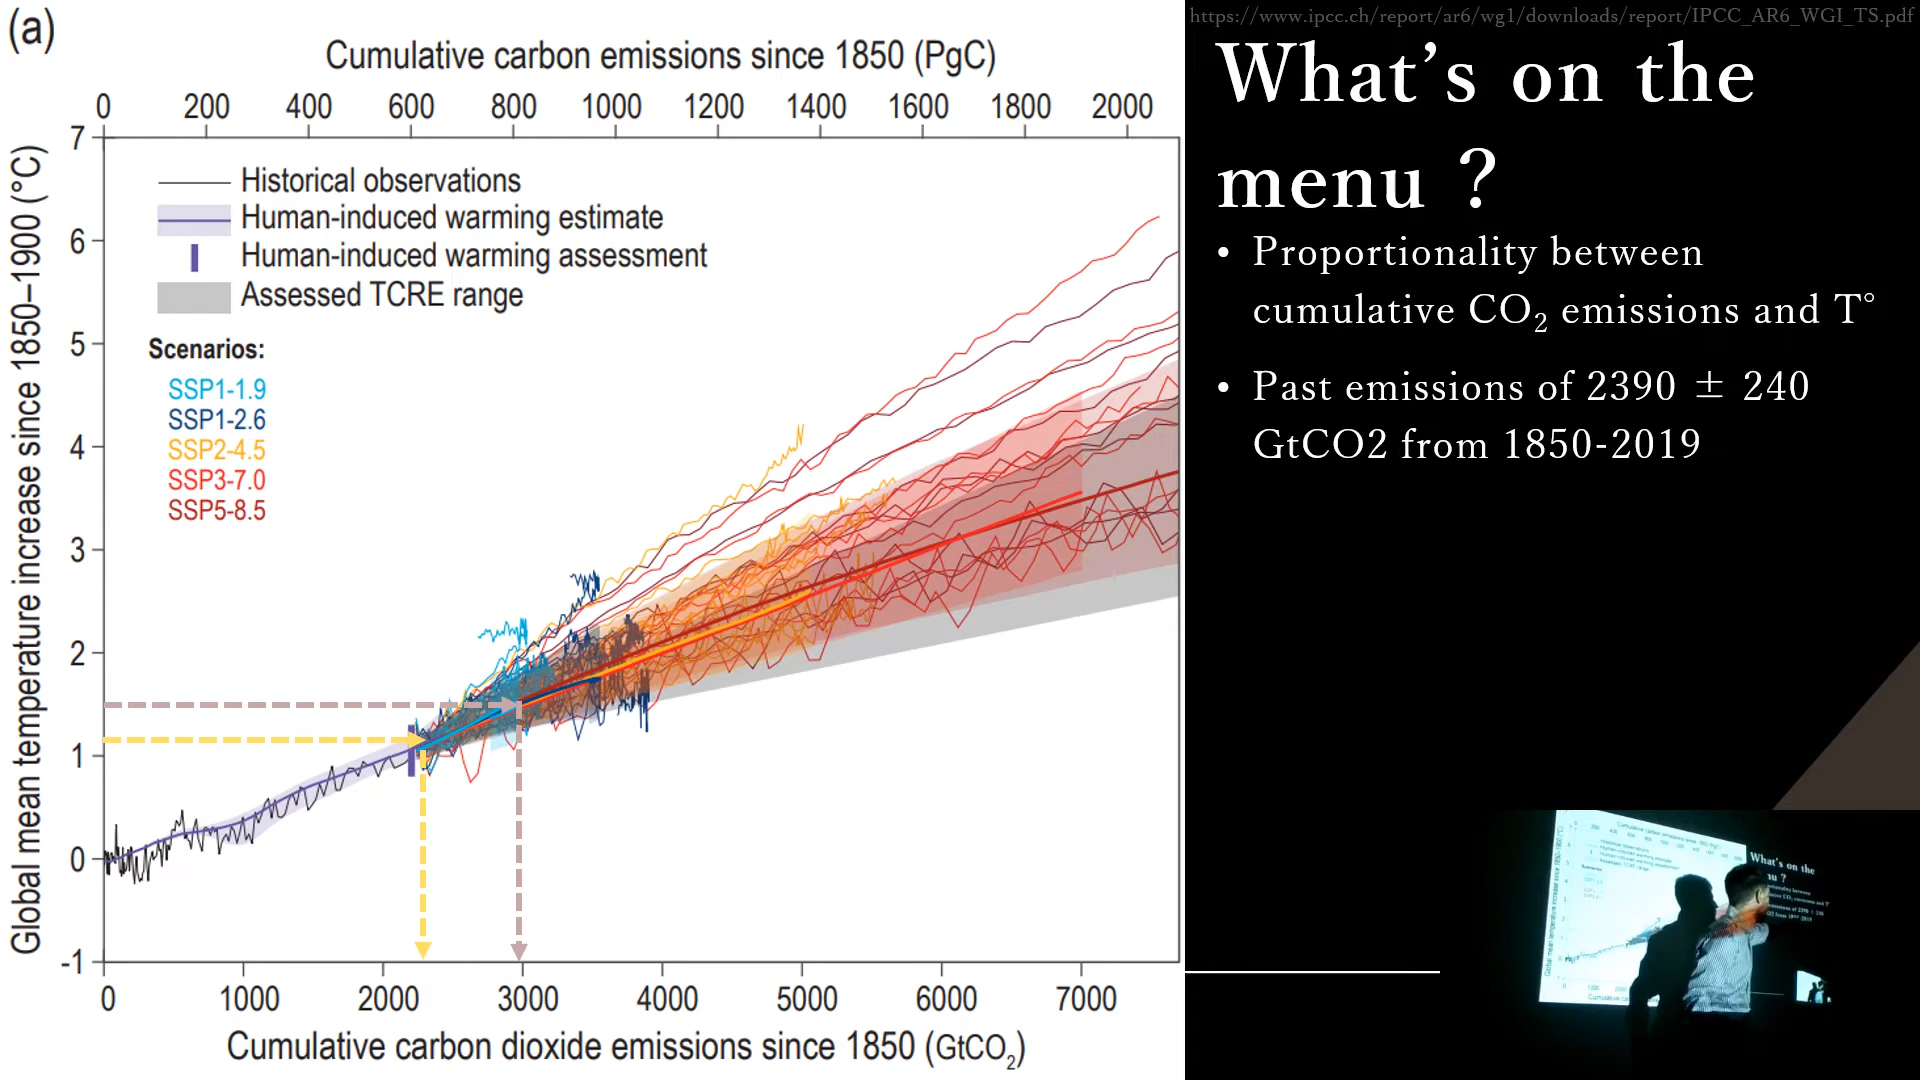 (a)
Cumulative carbon emissions since 1850 (PgC)
0 200 400 600 800 1000 1200 1400 1600 1800 2000
Global mean temperature increase since 1850–1900 (°C)
7
6
5
4
3
2
1
0
-1
Historical observations
Human-induced warming estimate
Human-induced warming assessment
Assessed TCRE range
Scenarios:
SSP1-1.9
SSP1-2.6
SSP2-4.5
SSP3-7.0
SSP5-8.5
0 1000 2000 3000 4000 5000 6000 7000
Cumulative carbon dioxide emissions since 1850 (GtCO₂)
https://www.ipcc.ch/report/ar6/wg1/downloads/report/IPCC_AR6_WGI_TS.pdf
What's on the
menu ?
• Proportionality between
cumulative CO₂ emissions and T°
• Past emissions of 2390 ± 240
GtCO2 from 1850-2019
What's on the